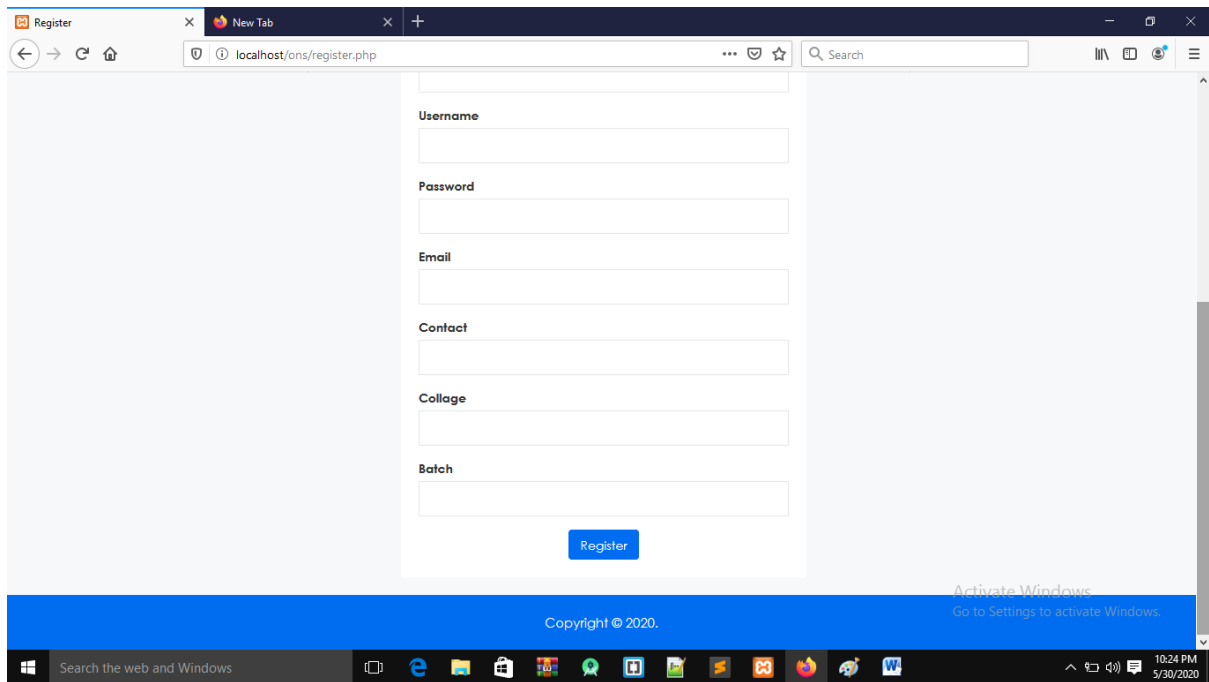 Register
New Tab
localhost/ons/register.php
Search
Username
Password
Email
Contact
Collage
Batch
Register
Activate Windows
Go to Settings to activate Windows.
Copyright © 2020.
Search the web and Windows
10:24 PM
5/30/2020